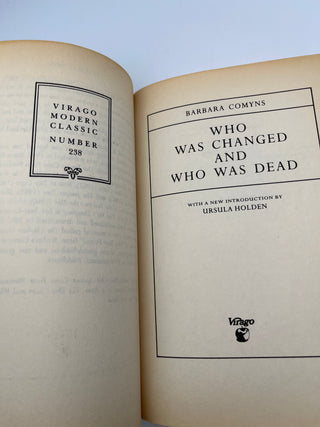 VIRAGO
MODERN
CLASSIC
NUMBER
238
BARBARA COMYNS
WHO
WAS CHANGED
AND
WHO WAS DEAD
WITH A NEW INTRODUCTION BY
URSULA HOLDEN
Virago